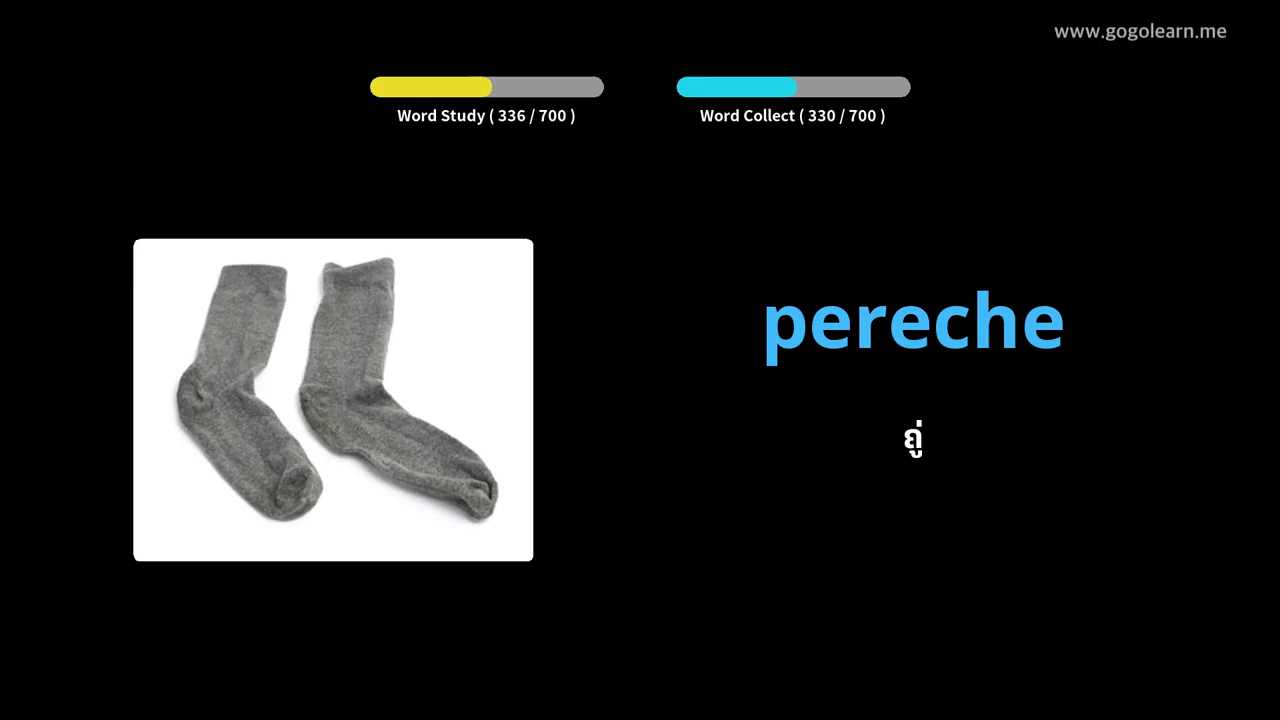 www.gogolearn.me
Word Study ( 336 / 700 )
Word Collect ( 330 / 700 )
pereche
คู่